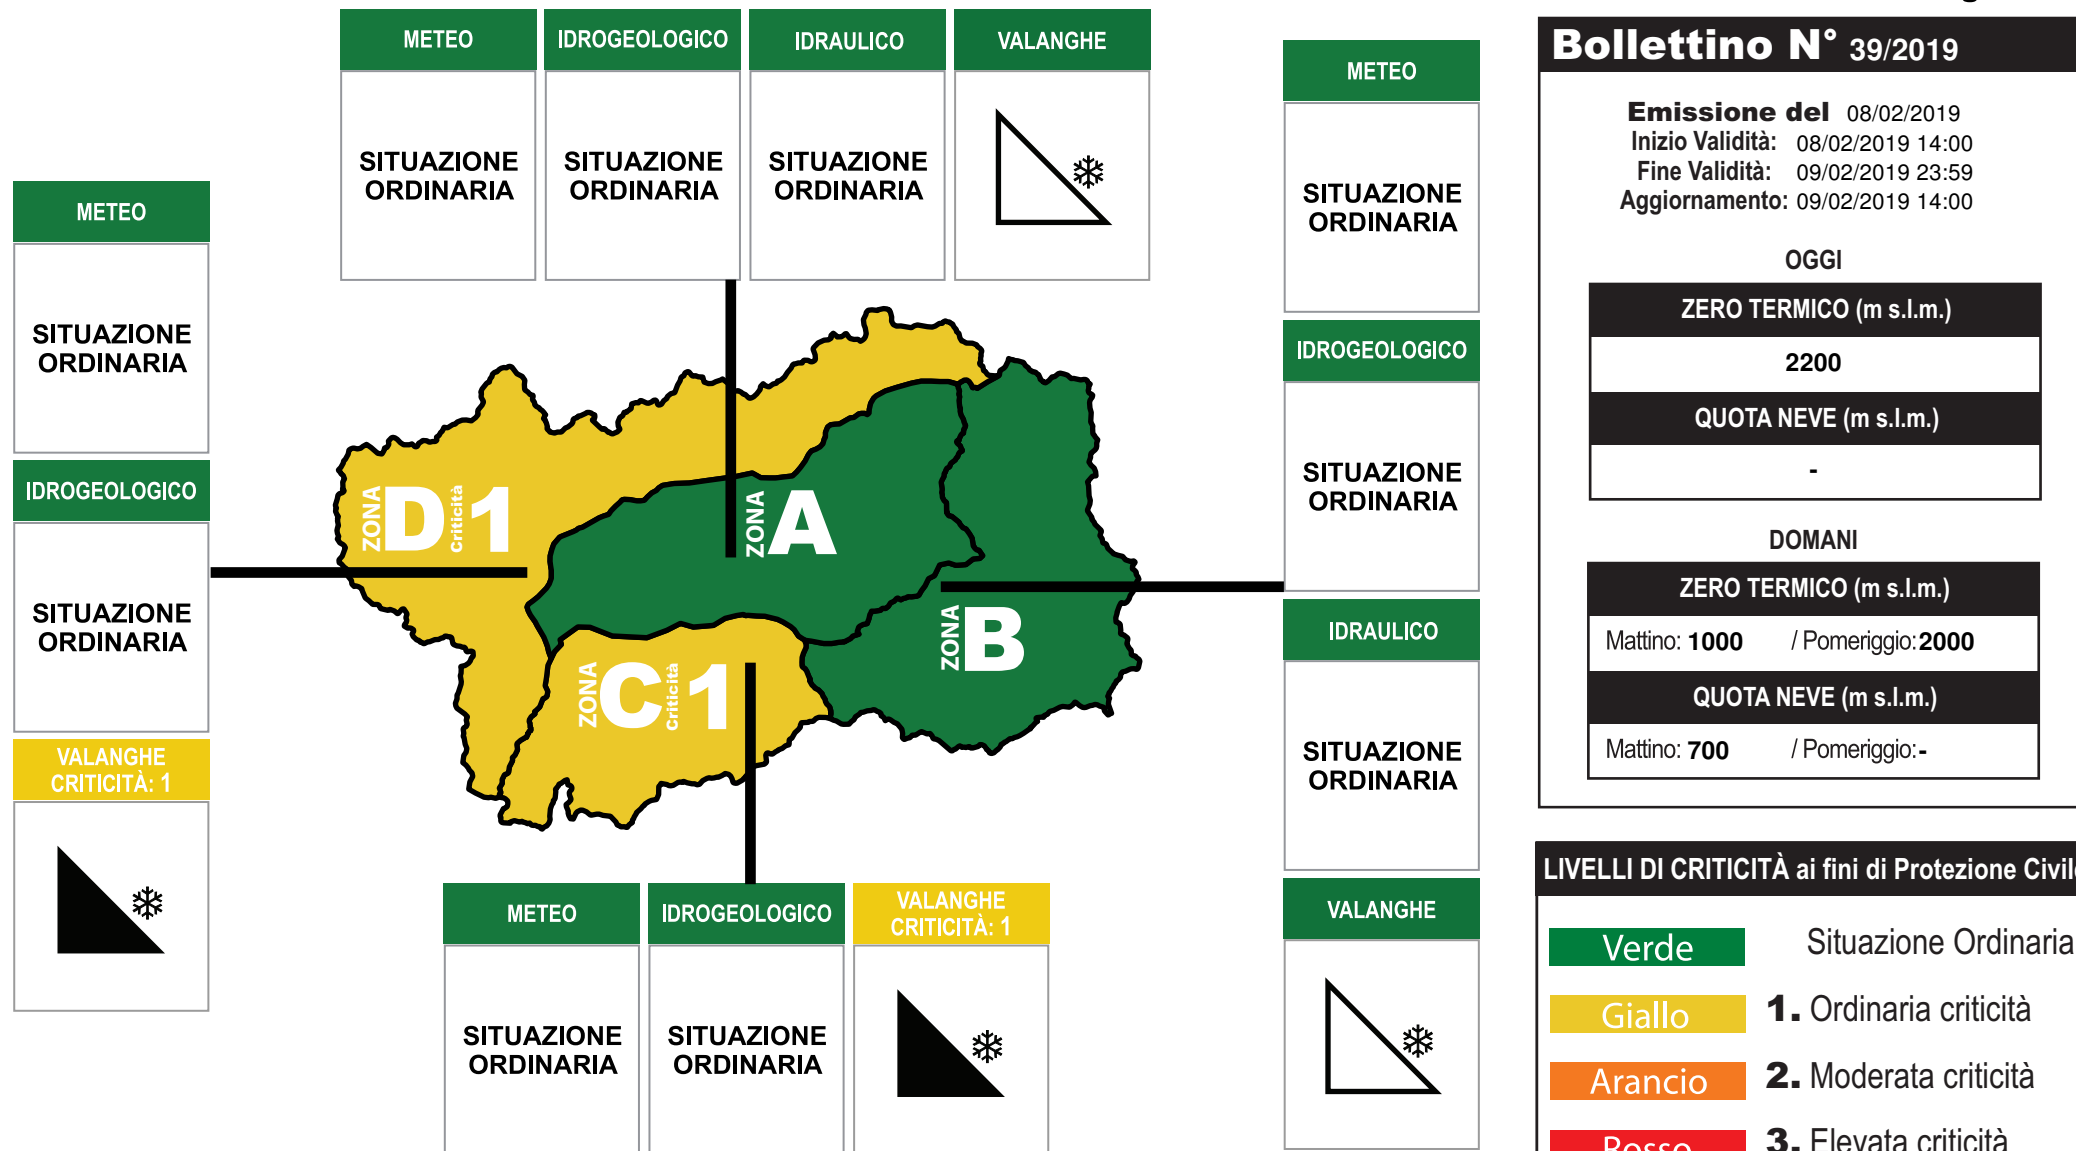 METEO
SITUAZIONE
ORDINARIA
IDROGEOLOGICO
SITUAZIONE
ORDINARIA
IDRAULICO
SITUAZIONE
ORDINARIA
VALANGHE
METEO
SITUAZIONE
ORDINARIA
IDROGEOLOGICO
SITUAZIONE
ORDINARIA
VALANGHE
CRITICITÀ: 1
ZONA D Criticità 1
ZONA A
ZONA B
ZONA C Criticità 1
METEO
SITUAZIONE
ORDINARIA
IDROGEOLOGICO
SITUAZIONE
ORDINARIA
VALANGHE
CRITICITÀ: 1
METEO
SITUAZIONE
ORDINARIA
IDROGEOLOGICO
SITUAZIONE
ORDINARIA
IDRAULICO
SITUAZIONE
ORDINARIA
VALANGHE
Bollettino N° 39/2019
Emissione del 08/02/2019
Inizio Validità: 08/02/2019 14:00
Fine Validità: 09/02/2019 23:59
Aggiornamento: 09/02/2019 14:00
OGGI
ZERO TERMICO (m s.l.m.)
2200
QUOTA NEVE (m s.l.m.)
-
DOMANI
ZERO TERMICO (m s.l.m.)
Mattino: 1000 / Pomeriggio: 2000
QUOTA NEVE (m s.l.m.)
Mattino: 700 / Pomeriggio: -
LIVELLI DI CRITICITÀ ai fini di Protezione Civile
Verde Situazione Ordinaria
Giallo 1. Ordinaria criticità
Arancio 2. Moderata criticità
Rosso 3. Elevata criticità